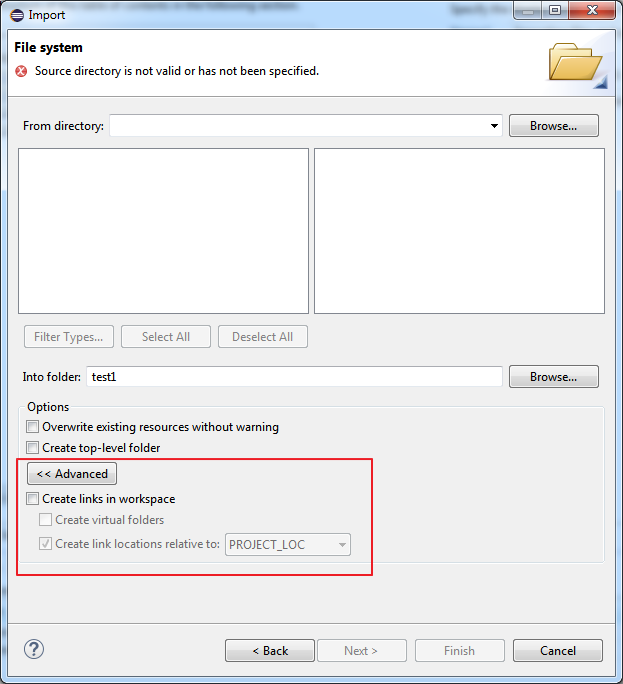 Import
File system
Source directory is not valid or has not been specified.
From directory:
Browse...
Filter Types...
Select All
Deselect All
Into folder:
test1
Browse...
Options
Overwrite existing resources without warning
Create top-level folder
<< Advanced
Create links in workspace
Create virtual folders
Create link locations relative to:
PROJECT_LOC
?
< Back
Next >
Finish
Cancel